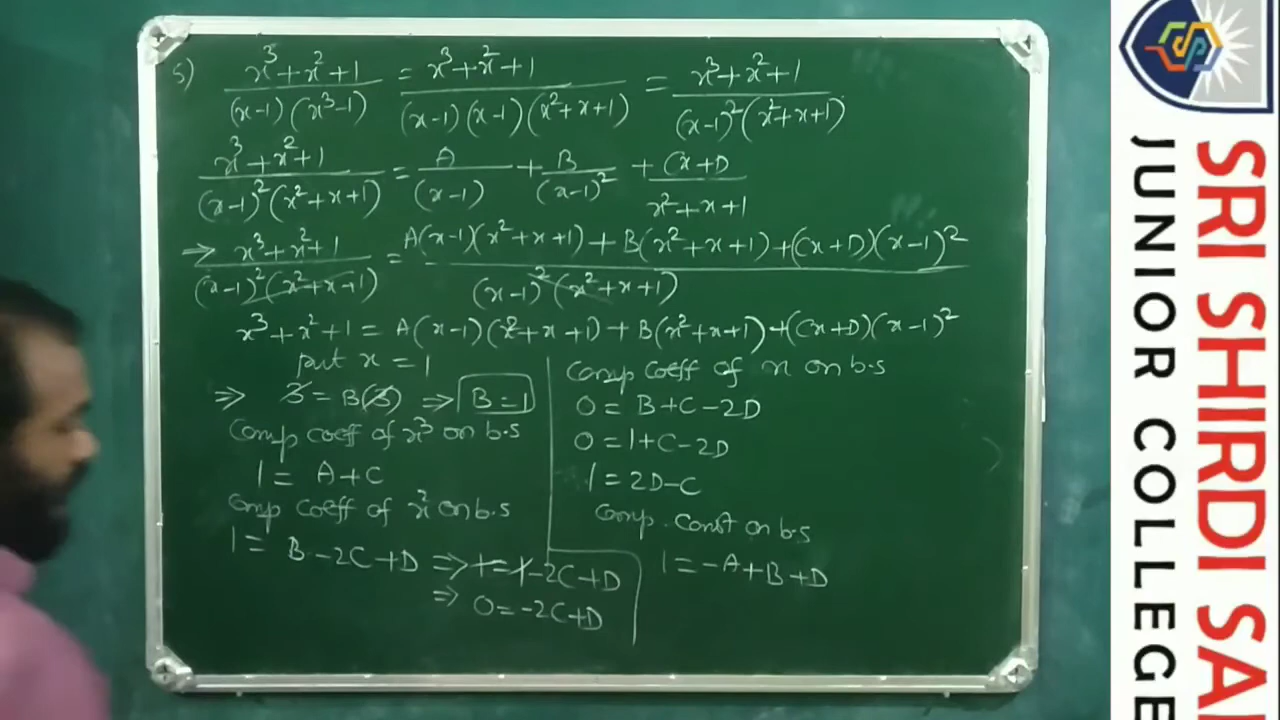 5) x³+x²+1/(x-1)(x³-1) = x³+x²+1/(x-1)(x-1)(x²+x+1) = x³+x²+1/(x-1)²(x²+x+1)
x³+x²+1/(x-1)²(x²+x+1) = A/(x-1) + B/(x-1)² + Cx+D/x²+x+1
⇒ x³+x²+1/(x-1)²(x²+x+1) = A(x-1)(x²+x+1)+B(x²+x+1)+(Cx+D)(x-1)²/(x-1)²(x²+x+1)
x³+x²+1 = A(x-1)(x²+x+1)+B(x²+x+1)+(Cx+D)(x-1)²
put x = 1
⇒ 3 = B(3) ⇒ B=1
Comp coeff of x³ on b.s
1 = A+C
Comp coeff of x² on b.s
1 = B-2C+D ⇒ 1=1-2C+D
⇒ 0=-2C+D
Comp coeff of x on b.s
0 = B+C-2D
0 = 1+C-2D
1 = 2D-C
Comp. const on b.s
1 = -A+B+D
SRI SHIRDI SAI
JUNIOR COLLEGE